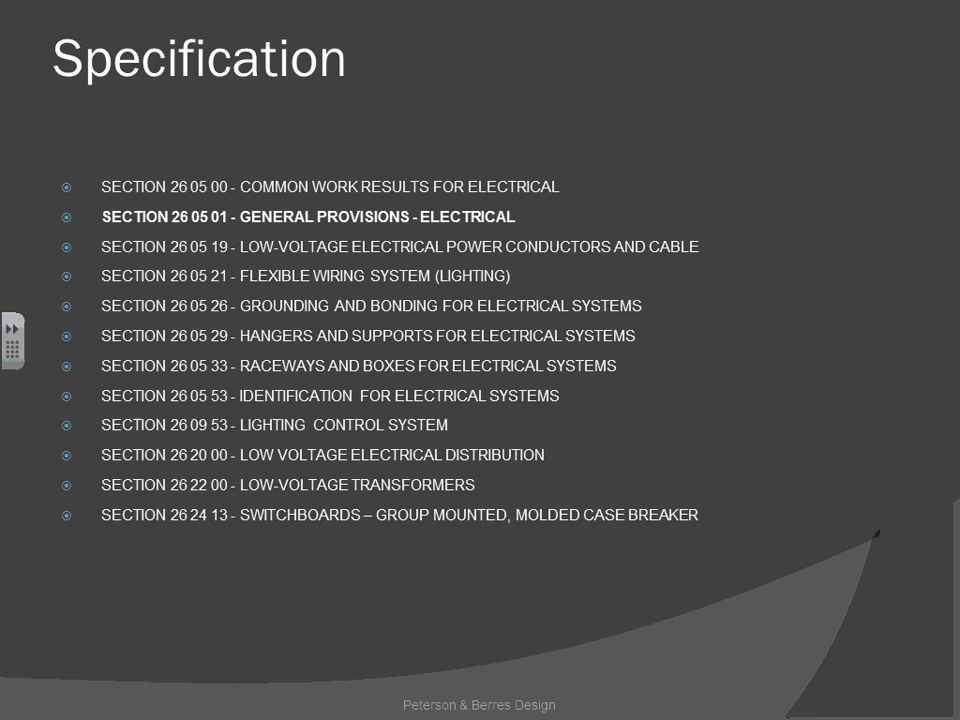 Specification
SECTION 26 05 00 - COMMON WORK RESULTS FOR ELECTRICAL
SECTION 26 05 01 - GENERAL PROVISIONS - ELECTRICAL
SECTION 26 05 19 - LOW-VOLTAGE ELECTRICAL POWER CONDUCTORS AND CABLE
SECTION 26 05 21 - FLEXIBLE WIRING SYSTEM (LIGHTING)
SECTION 26 05 26 - GROUNDING AND BONDING FOR ELECTRICAL SYSTEMS
SECTION 26 05 29 - HANGERS AND SUPPORTS FOR ELECTRICAL SYSTEMS
SECTION 26 05 33 - RACEWAYS AND BOXES FOR ELECTRICAL SYSTEMS
SECTION 26 05 53 - IDENTIFICATION FOR ELECTRICAL SYSTEMS
SECTION 26 09 53 - LIGHTING CONTROL SYSTEM
SECTION 26 20 00 - LOW VOLTAGE ELECTRICAL DISTRIBUTION
SECTION 26 22 00 - LOW-VOLTAGE TRANSFORMERS
SECTION 26 24 13 - SWITCHBOARDS – GROUP MOUNTED, MOLDED CASE BREAKER
Peterson & Berres Design